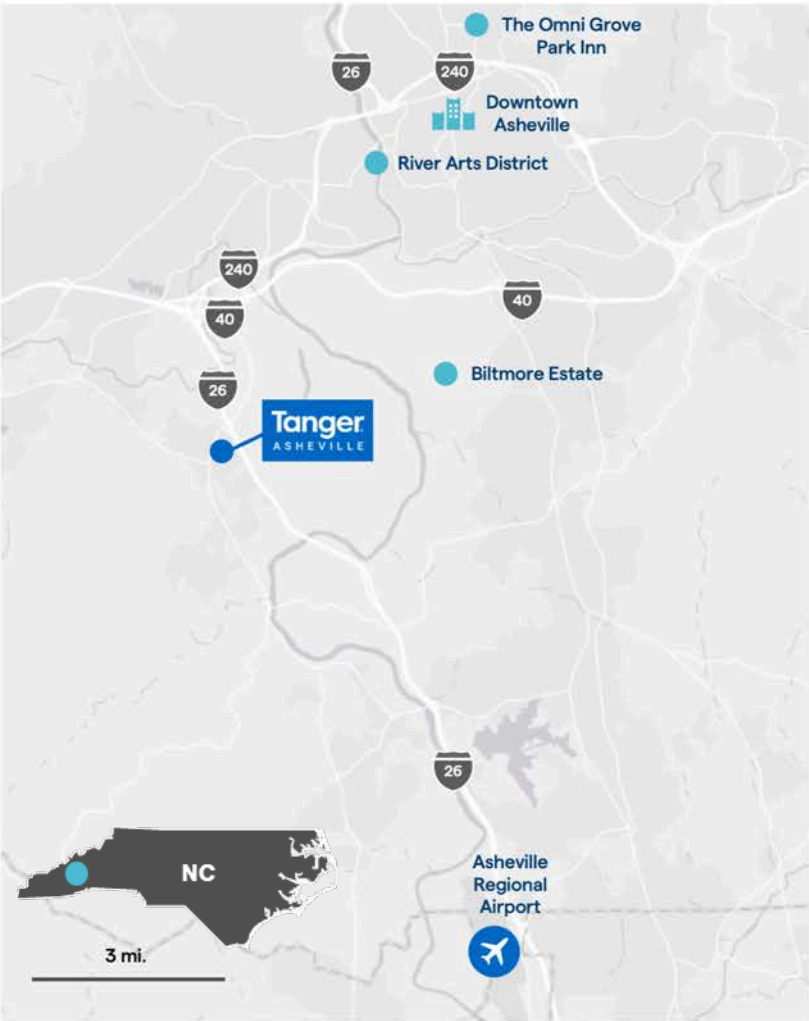 The Omni Grove
Park Inn
26
240
Downtown
Asheville
River Arts District
240
40
40
26
Biltmore Estate
Tanger
ASHEVILLE
26
Asheville
Regional
Airport
NC
3 mi.